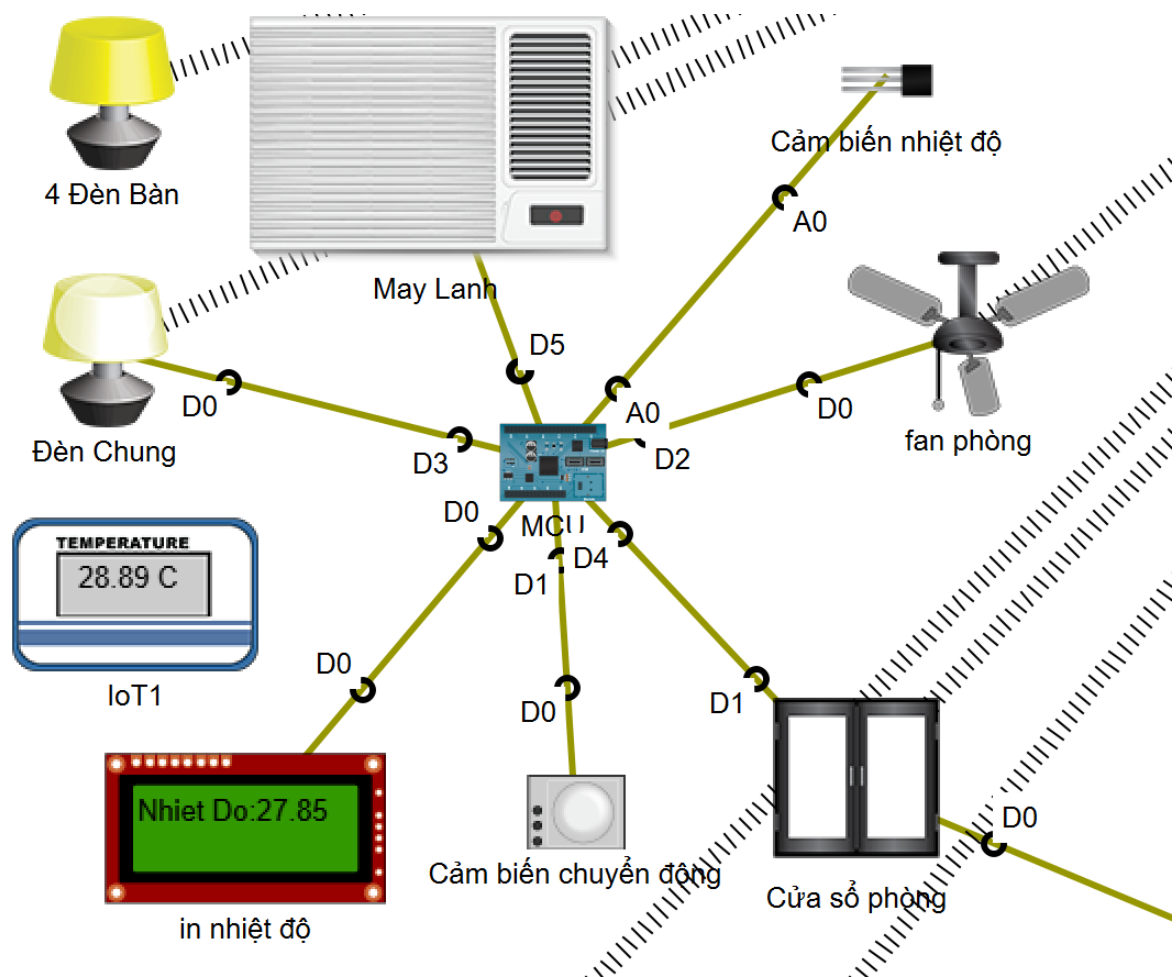 4 Đèn Bàn
May Lanh
Cảm biến nhiệt độ
A0
D5
A0
D0
fan phòng
D2
D0
Đèn Chung
D3
D0
MCU
D1
D4
TEMPERATURE
28.89 C
IoT1
D0
D0
D1
Nhiet Do:27.85
in nhiệt độ
Cảm biến chuyển động
D0
Cửa sổ phòng